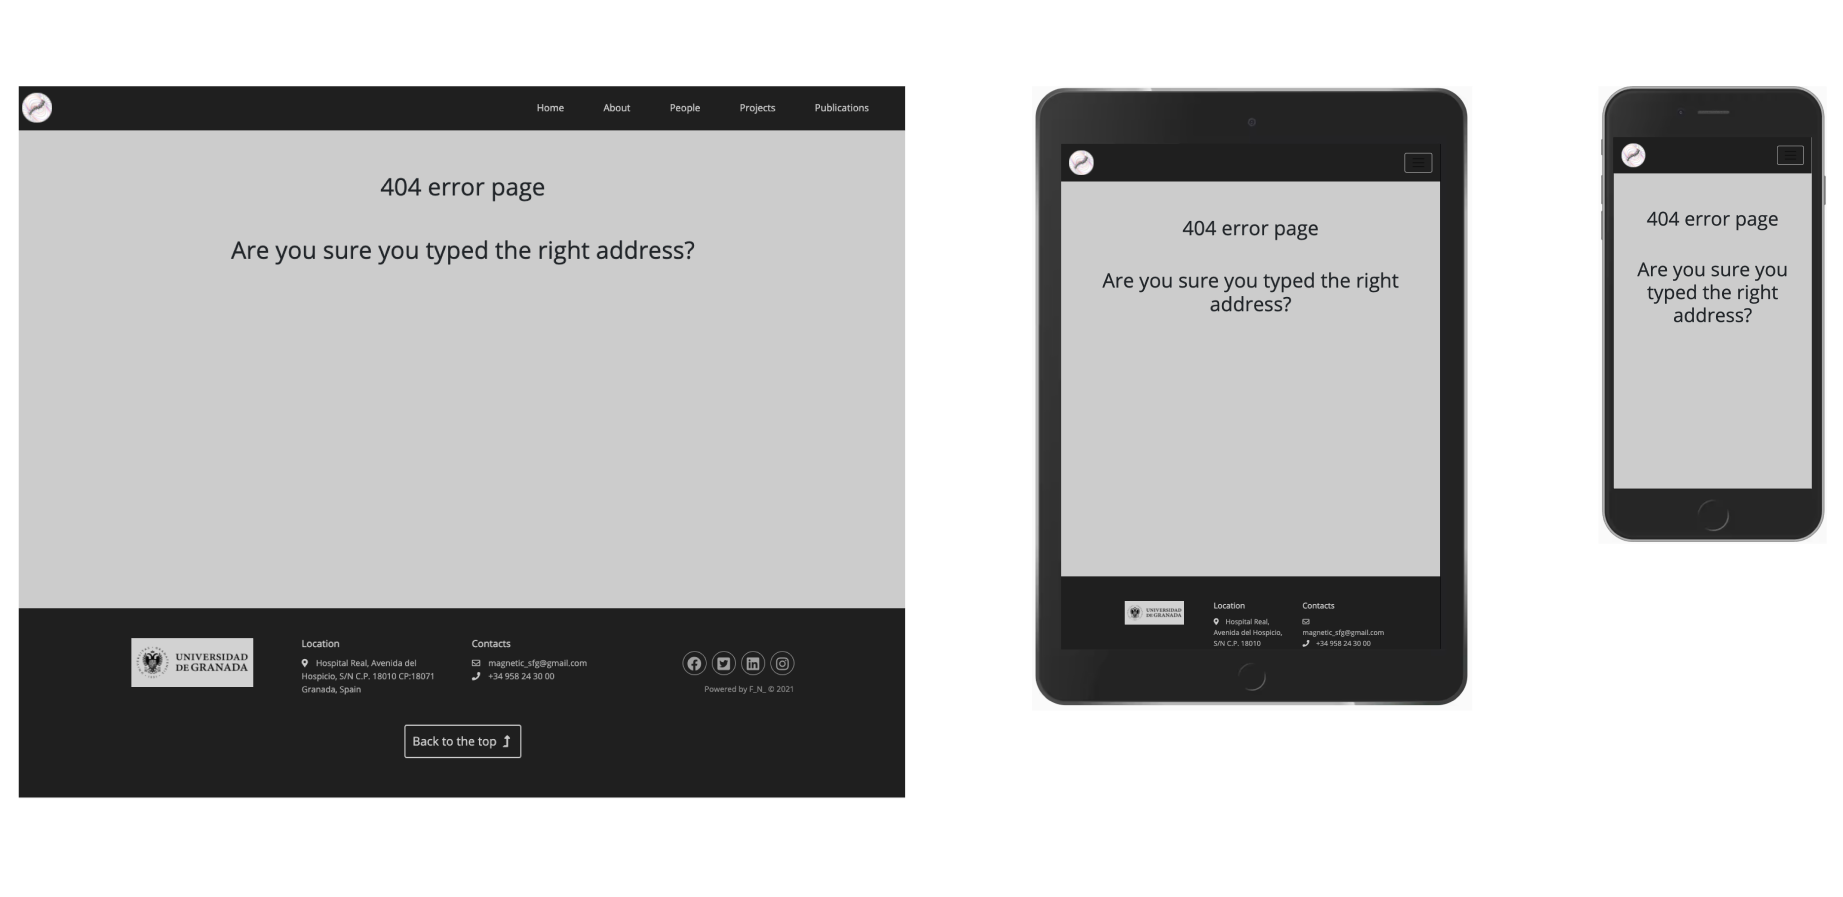 Home About People Projects Publications
404 error page
Are you sure you typed the right address?
UNIVERSIDAD
DE GRANADA
Location
Hospital Real, Avenida del
Hospicio, S/N C.P. 18010 CP:18071
Granada, Spain
Contacts
magnetic_sfg@gmail.com
+34 958 24 30 00
Powered by F_N_ © 2021
Back to the top
404 error page
Are you sure you typed the right
address?
UNIVERSIDAD
DE GRANADA
Location
Hospital Real,
Avenida del Hospicio,
S/N C.P. 18010
Contacts
magnetic_sfg@gmail.com
+34 958 24 30 00
404 error page
Are you sure you
typed the right
address?